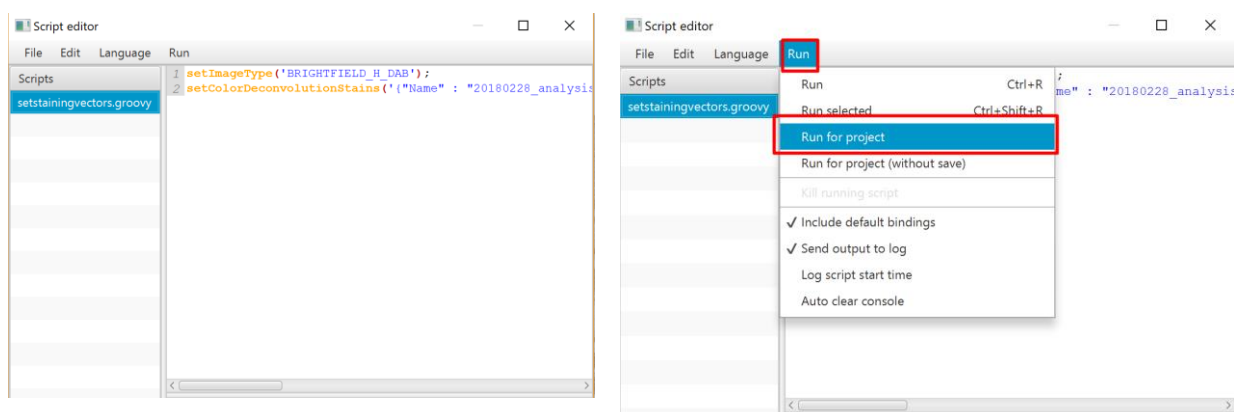 Script editor
File Edit Language Run
Scripts
setstainingvectors.groovy
1 setImageType('BRIGHTFIELD_H_DAB');
2 setColorDeconvolutionStains('{"Name" : "20180228_analysis
Script editor
File Edit Language Run
Scripts
setstainingvectors.groovy
;
me" : "20180228_analysis
Run Ctrl+R
Run selected Ctrl+Shift+R
Run for project
Run for project (without save)
Kill running script
✓ Include default bindings
✓ Send output to log
Log script start time
Auto clear console